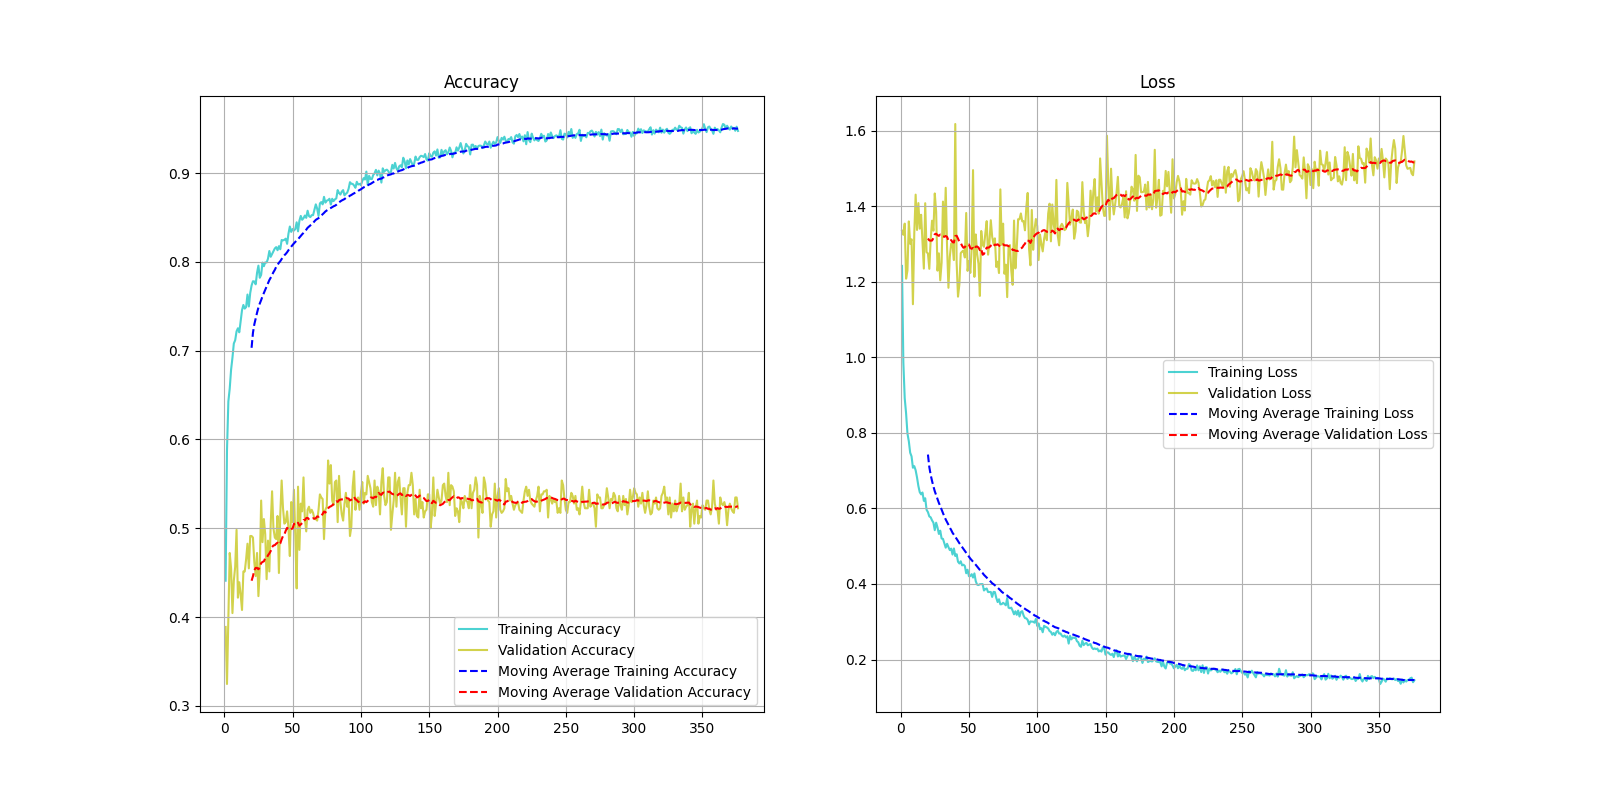 Accuracy
0.9
0.8
0.7
0.6
0.5
0.4
0.3
0 50 100 150 200 250 300 350
Training Accuracy
Validation Accuracy
Moving Average Training Accuracy
Moving Average Validation Accuracy
Loss
1.6
1.4
1.2
1.0
0.8
0.6
0.4
0.2
0 50 100 150 200 250 300 350
Training Loss
Validation Loss
Moving Average Training Loss
Moving Average Validation Loss